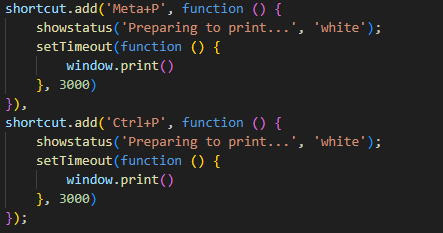 shortcut.add('Meta+P', function () {
    showstatus('Preparing to print...', 'white');
    setTimeout(function () {
        window.print()
    }, 3000)
}),
shortcut.add('Ctrl+P', function () {
    showstatus('Preparing to print...', 'white');
    setTimeout(function () {
        window.print()
    }, 3000)
});